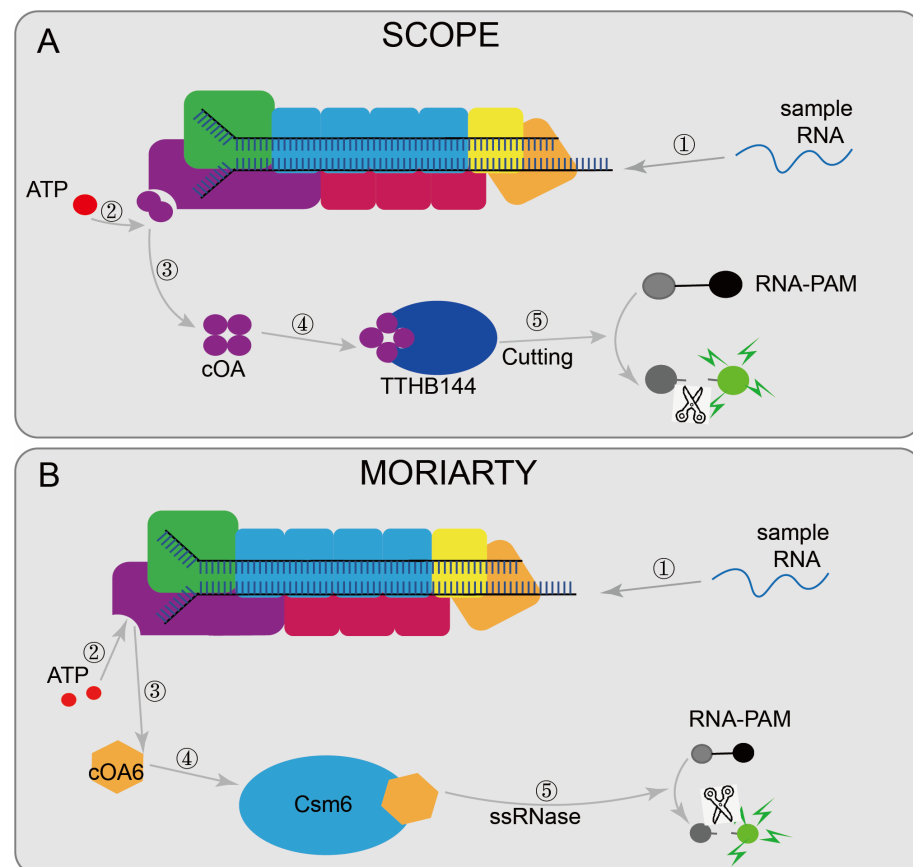 A
SCOPE
sample
RNA
①
ATP
②
③
cOA
④
TTHB144
⑤
Cutting
RNA-PAM
B
MORIARTY
sample
RNA
①
ATP
②
③
cOA6
④
Csm6
⑤
ssRNase
RNA-PAM